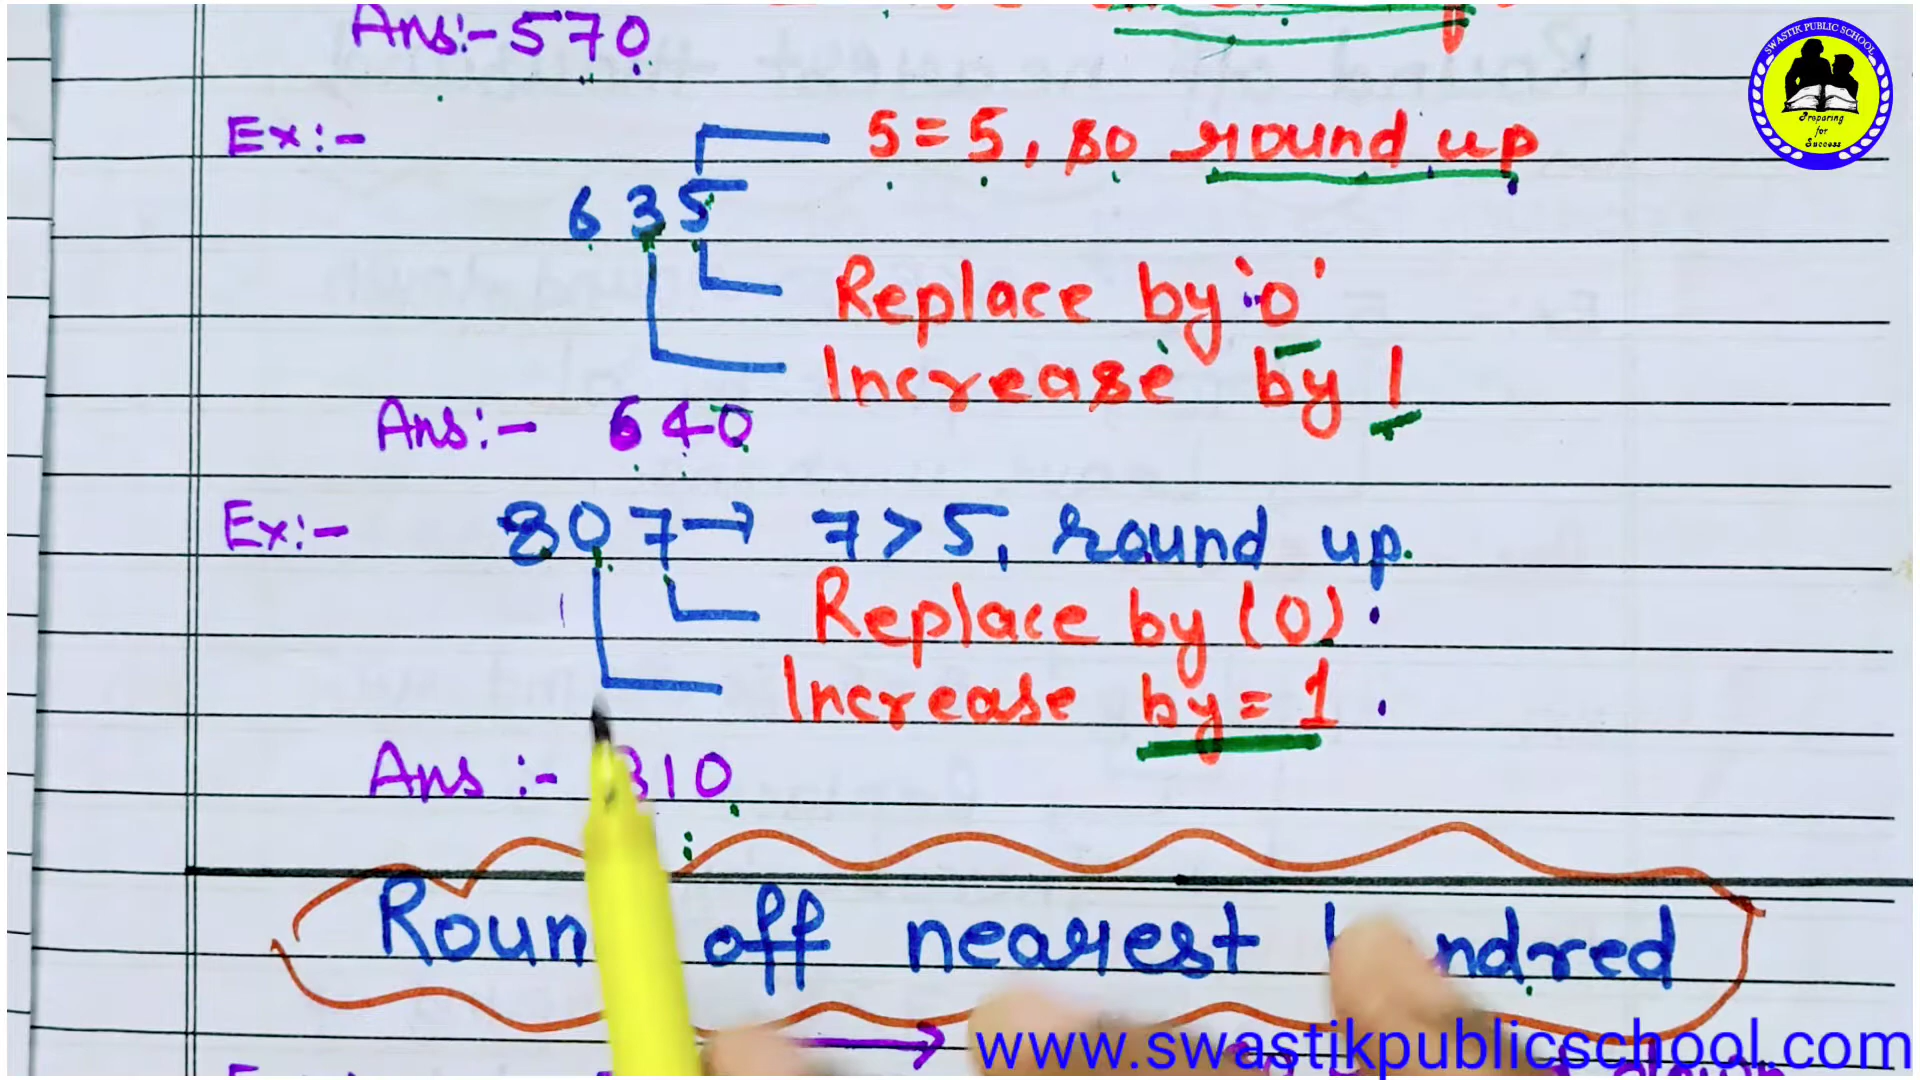 Ans:- 570
SWASTIK PUBLIC SCHOOL
Preparing
for
Success
Ex:-
5 = 5, so round up
635
Replace by '0'
Increase by 1
Ans:- 640
Ex:- 807 → 7 > 5, round up.
Replace by (0)
Increase by = 1
Ans :- 810
Round off nearest hundred
www.swastikpublicschool.com